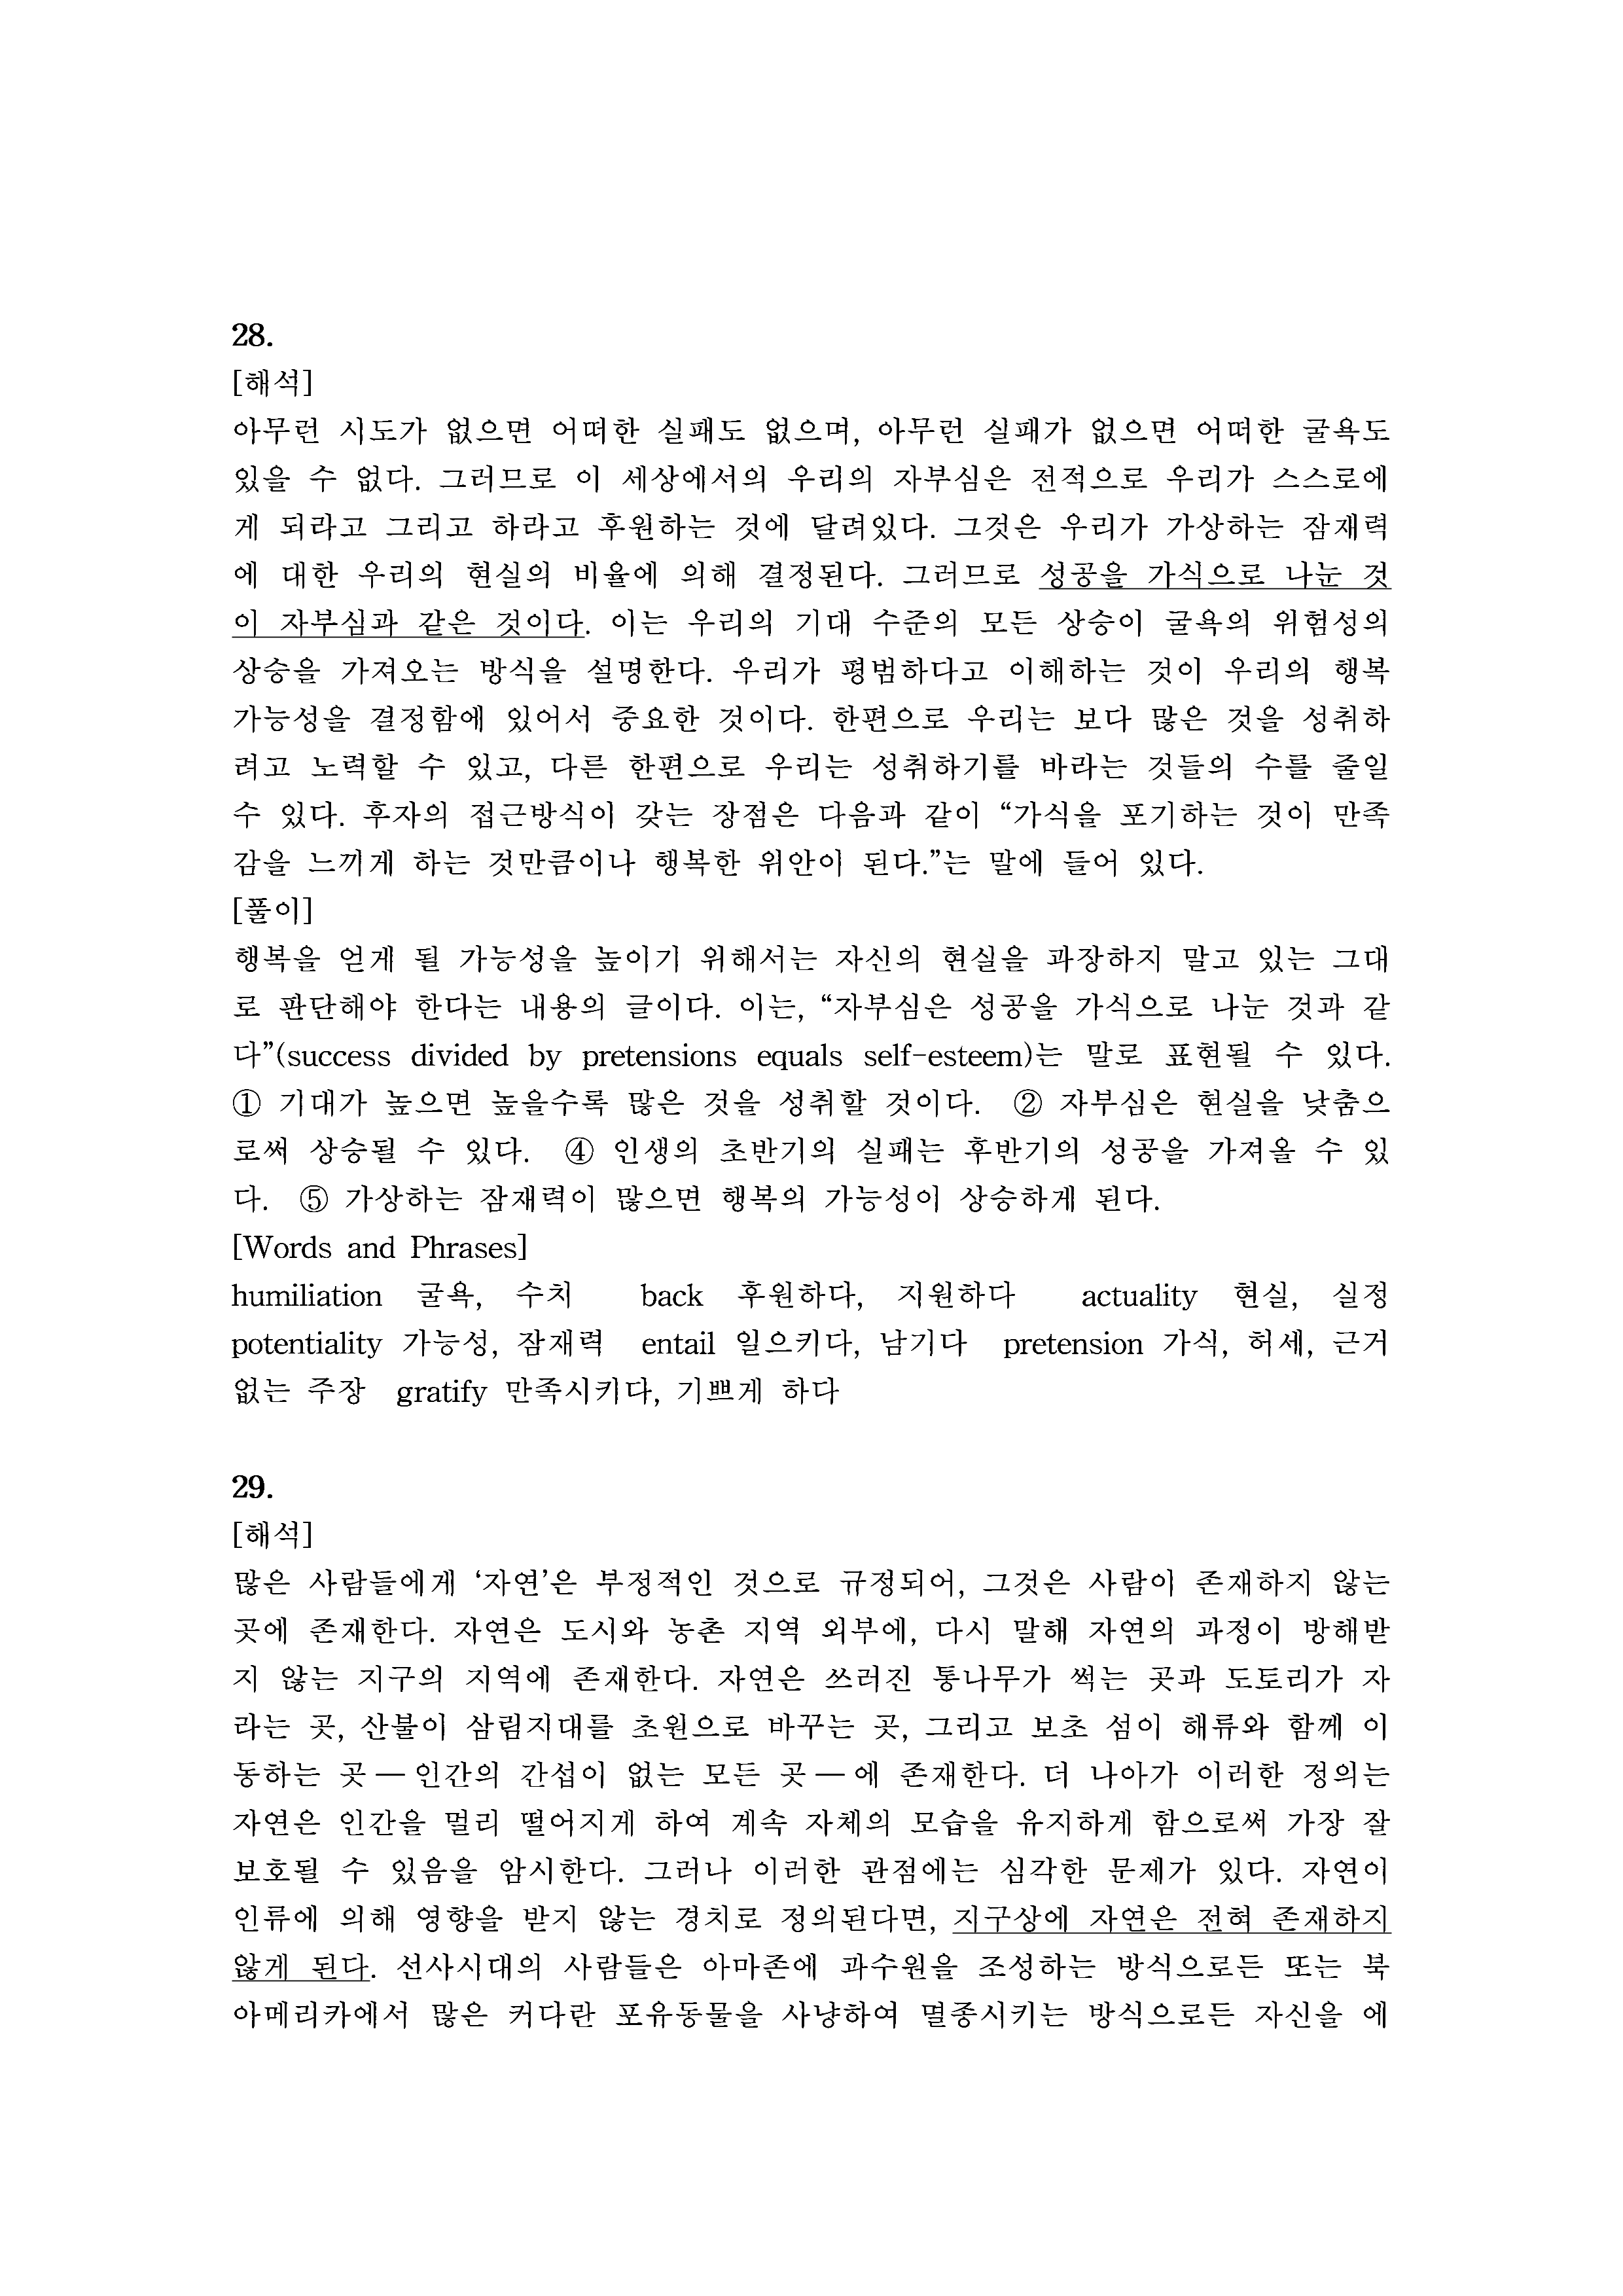 28.
[해석]
아무런 시도가 없으면 어떠한 실패도 없으며, 아무런 실패가 없으면 어떠한 굴욕도
있을 수 없다. 그러므로 이 세상에서의 우리의 자부심은 전적으로 우리가 스스로에
게 되라고 그리고 하라고 후원하는 것에 달려있다. 그것은 우리가 가상하는 잠재력
에 대한 우리의 현실의 비율에 의해 결정된다. 그러므로 성공을 가식으로 나눈 것
이 자부심과 같은 것이다. 이는 우리의 기대 수준의 모든 상승이 굴욕의 위험성의
상승을 가져오는 방식을 설명한다. 우리가 평범하다고 이해하는 것이 우리의 행복
가능성을 결정함에 있어서 중요한 것이다. 한편으로 우리는 보다 많은 것을 성취하
려고 노력할 수 있고, 다른 한편으로 우리는 성취하기를 바라는 것들의 수를 줄일
수 있다. 후자의 접근방식이 갖는 장점은 다음과 같이 “가식을 포기하는 것이 만족
감을 느끼게 하는 것만큼이나 행복한 위안이 된다.”는 말에 들어 있다.
[풀이]
행복을 얻게 될 가능성을 높이기 위해서는 자신의 현실을 과장하지 말고 있는 그대
로 판단해야 한다는 내용의 글이다. 이는, “자부심은 성공을 가식으로 나눈 것과 같
다”(success divided by pretensions equals self-esteem)는 말로 표현될 수 있다.
① 기대가 높으면 높을수록 많은 것을 성취할 것이다. ② 자부심은 현실을 낮춤으
로써 상승될 수 있다. ④ 인생의 초반기의 실패는 후반기의 성공을 가져올 수 있
다. ⑤ 가상하는 잠재력이 많으면 행복의 가능성이 상승하게 된다.
[Words and Phrases]
humiliation 굴욕, 수치 back 후원하다, 지원하다 actuality 현실, 실정
potentiality 가능성, 잠재력 entail 일으키다, 남기다 pretension 가식, 허세, 근거
없는 주장 gratify 만족시키다, 기쁘게 하다
29.
[해석]
많은 사람들에게 ‘자연’은 부정적인 것으로 규정되어, 그것은 사람이 존재하지 않는
곳에 존재한다. 자연은 도시와 농촌 지역 외부에, 다시 말해 자연의 과정이 방해받
지 않는 지구의 지역에 존재한다. 자연은 쓰러진 통나무가 썩는 곳과 도토리가 자
라는 곳, 산불이 삼림지대를 초원으로 바꾸는 곳, 그리고 보초 섬이 해류와 함께 이
동하는 곳 ― 인간의 간섭이 없는 모든 곳 ― 에 존재한다. 더 나아가 이러한 정의는
자연은 인간을 멀리 떨어지게 하여 계속 자체의 모습을 유지하게 함으로써 가장 잘
보호될 수 있음을 암시한다. 그러나 이러한 관점에는 심각한 문제가 있다. 자연이
인류에 의해 영향을 받지 않는 경치로 정의된다면, 지구상에 자연은 전혀 존재하지
않게 된다. 선사시대의 사람들은 아마존에 과수원을 조성하는 방식으로든 또는 북
아메리카에서 많은 커다란 포유동물을 사냥하여 멸종시키는 방식으로든 자신을 에